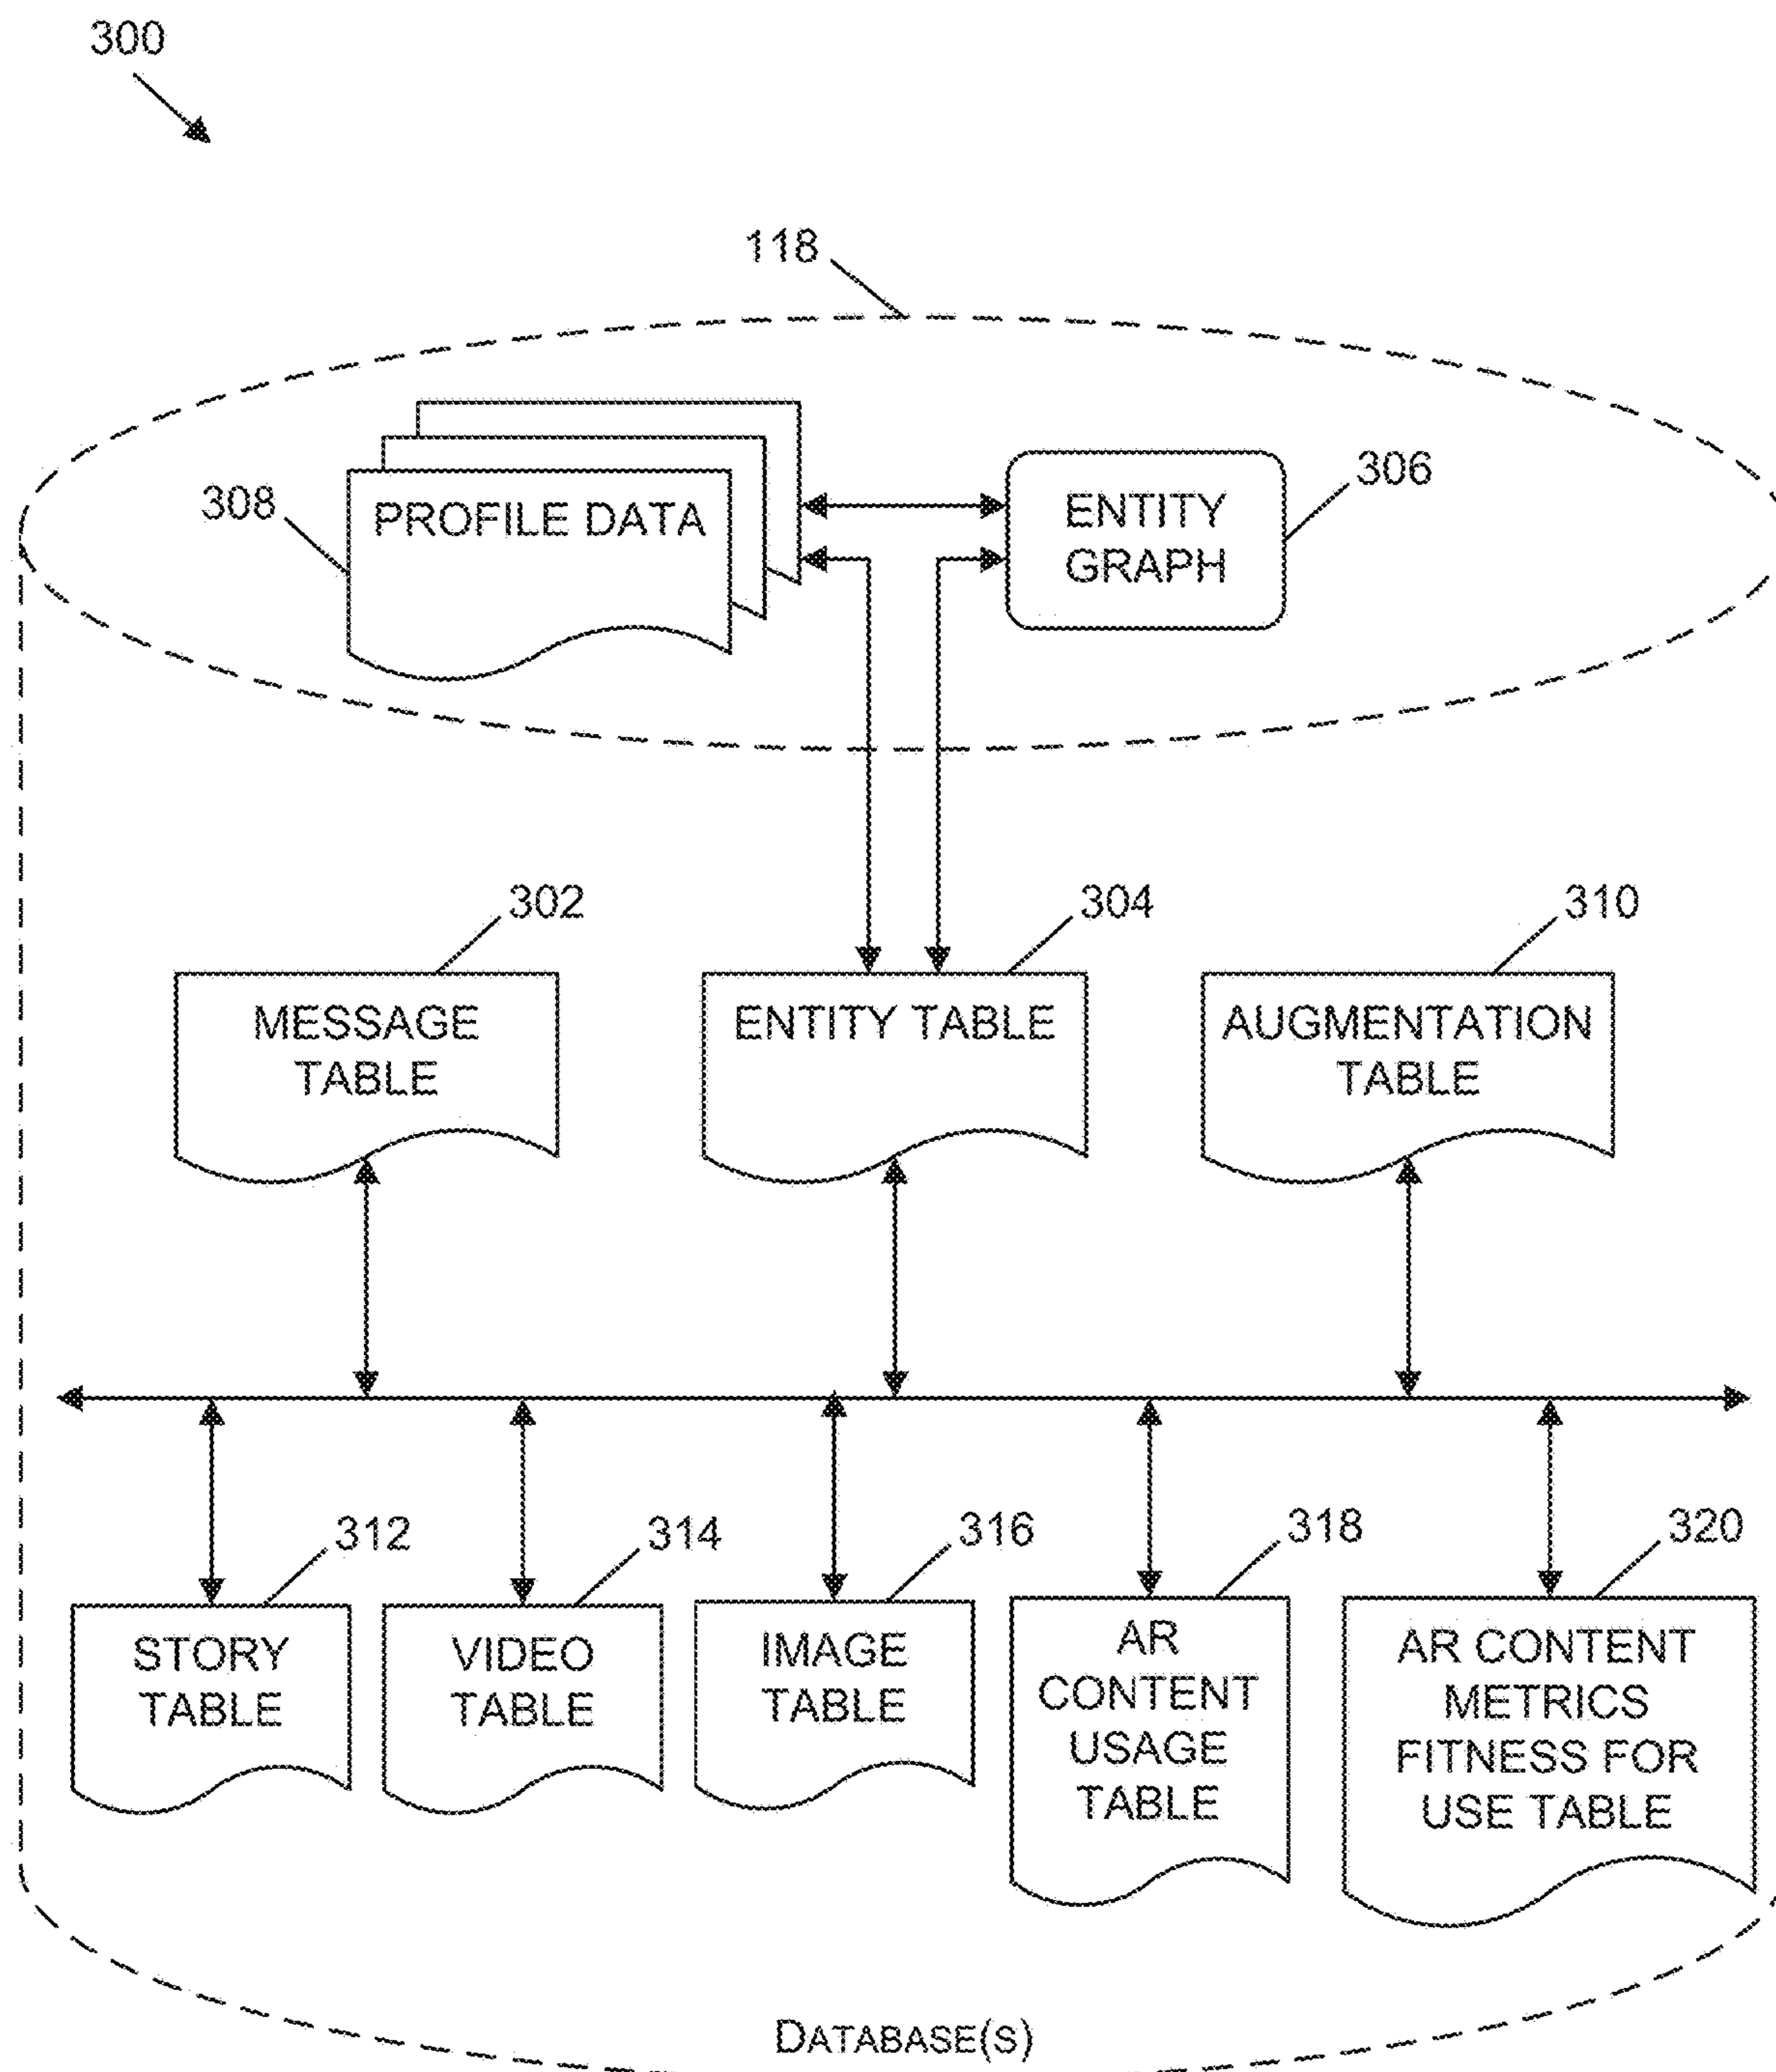 300
118
308
PROFILE DATA
ENTITY
GRAPH
306
302
304
310
MESSAGE
TABLE
ENTITY TABLE
AUGMENTATION
TABLE
312
314
316
318
320
STORY
TABLE
VIDEO
TABLE
IMAGE
TABLE
AR
CONTENT
USAGE
TABLE
AR CONTENT
METRICS
FITNESS FOR
USE TABLE
DATABASE(S)